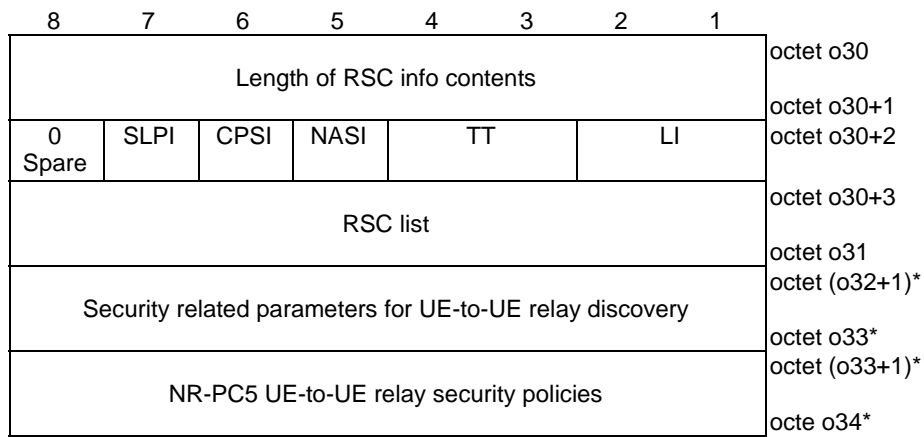 8 7 6 5 4 3 2 1
octet o30
Length of RSC info contents
octet o30+1
0 SLPI CPSI NASI TT LI octet o30+2
Spare
octet o30+3
RSC list
octet o31
octet (o32+1)*
Security related parameters for UE-to-UE relay discovery
octet o33*
octet (o33+1)*
NR-PC5 UE-to-UE relay security policies
octe o34*